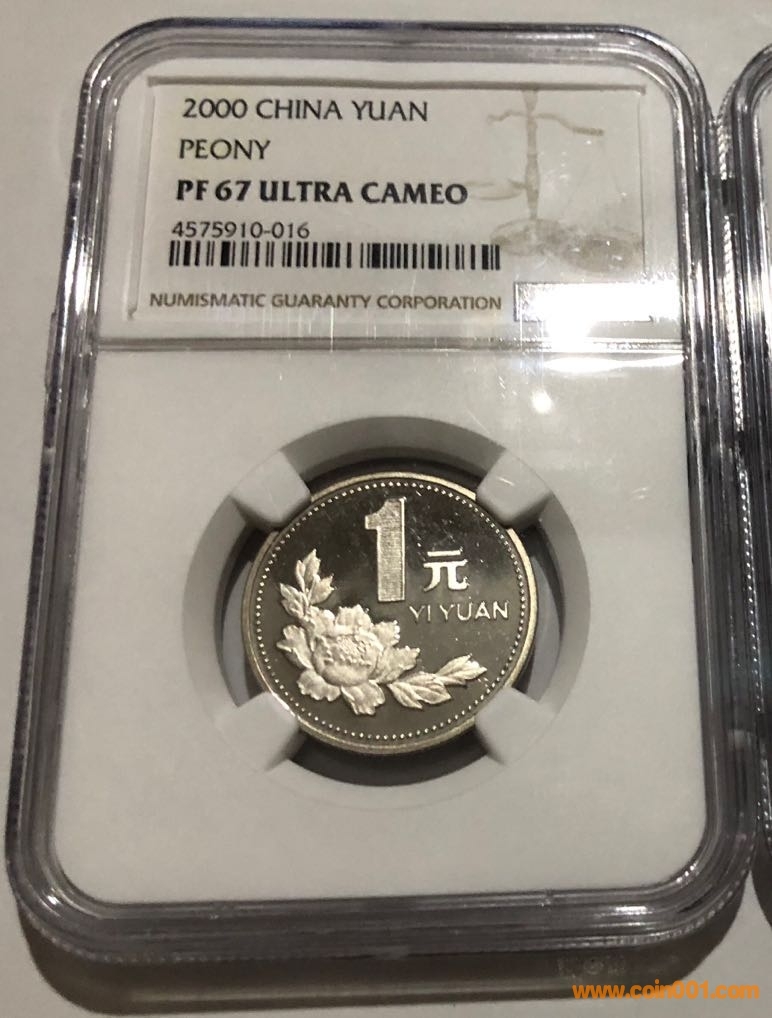 2000 CHINA YUAN
PEONY
PF 67 ULTRA CAMEO
4575910-016
NUMISMATIC GUARANTY CORPORATION
1 元
YI YUAN
www.coin001.com